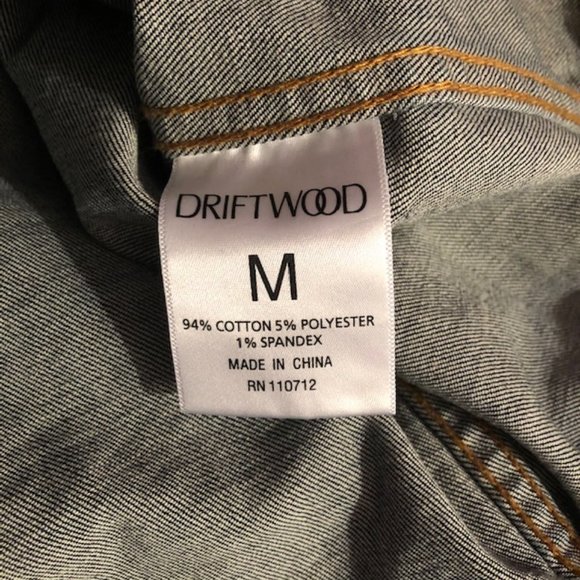 DRIFTWOOD
M
94% COTTON 5% POLYESTER
1% SPANDEX
MADE IN CHINA
RN 110712